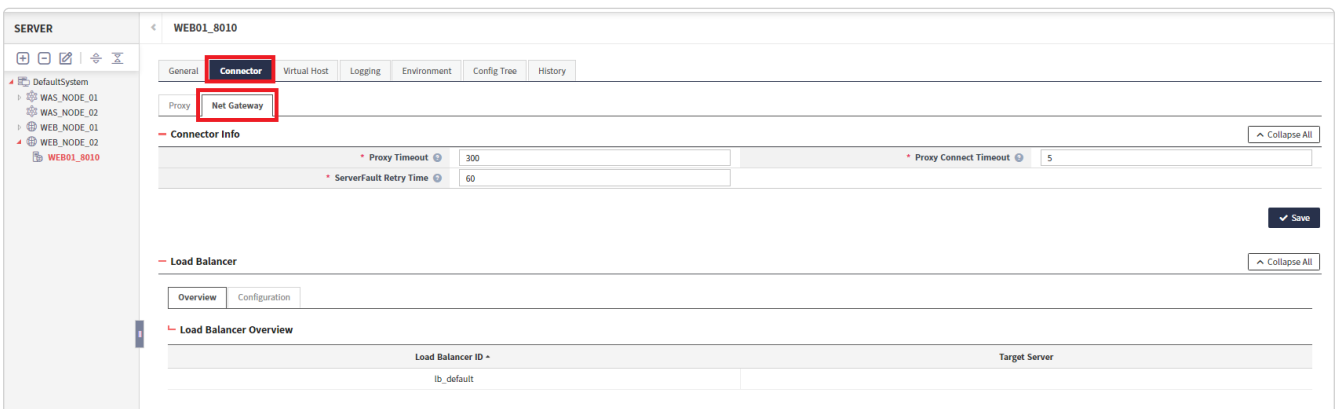 SERVER
WEB01_8010
General Connector Virtual Host Logging Environment Config Tree History
DefaultSystem
WAS_NODE_01
WAS_NODE_02
WEB_NODE_01
WEB_NODE_02
WEB01_8010
Proxy Net Gateway
Connector Info Collapse All
* Proxy Timeout ? 300 * Proxy Connect Timeout ? 5
* ServerFault Retry Time ? 60
Save
Load Balancer Collapse All
Overview Configuration
Load Balancer Overview
Load Balancer ID Target Server
lb_default